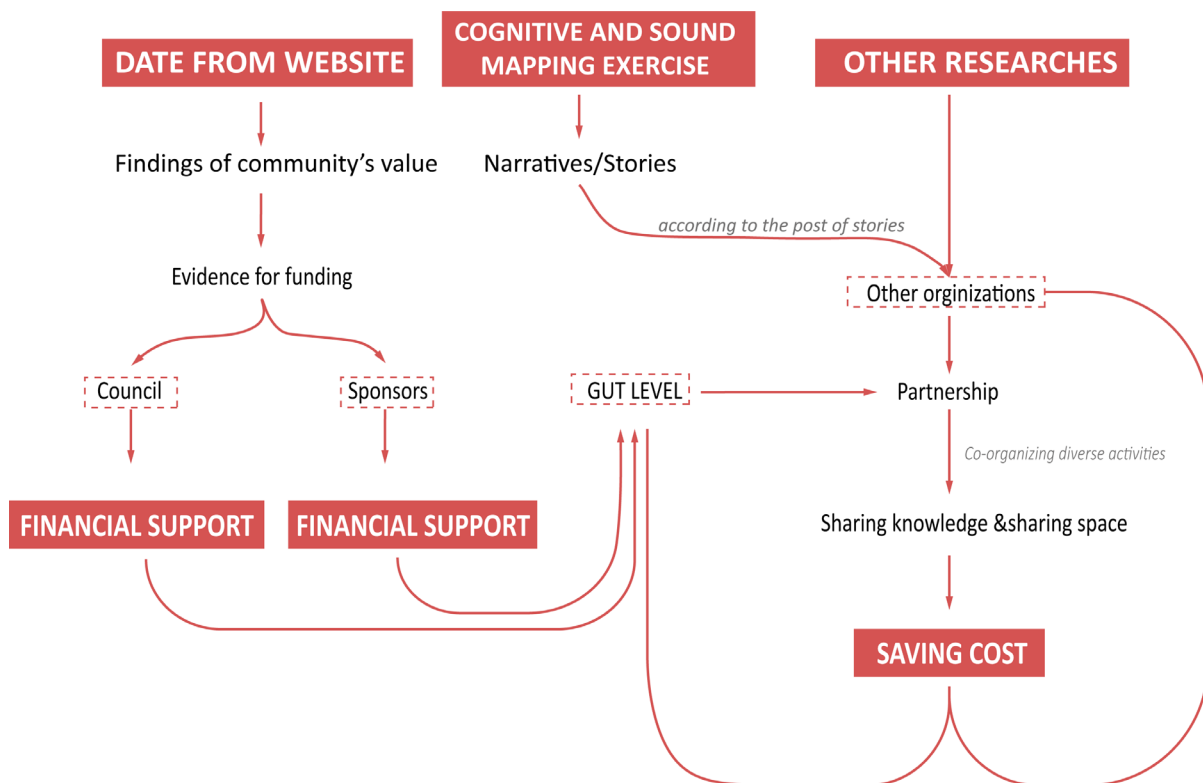 DATE FROM WEBSITE
COGNITIVE AND SOUND
MAPPING EXERCISE
OTHER RESEARCHES
Findings of community's value
Narratives/Stories
according to the post of stories
Evidence for funding
Other orginizations
Council
Sponsors
GUT LEVEL
Partnership
Co-organizing diverse activities
FINANCIAL SUPPORT
FINANCIAL SUPPORT
Sharing knowledge &sharing space
SAVING COST